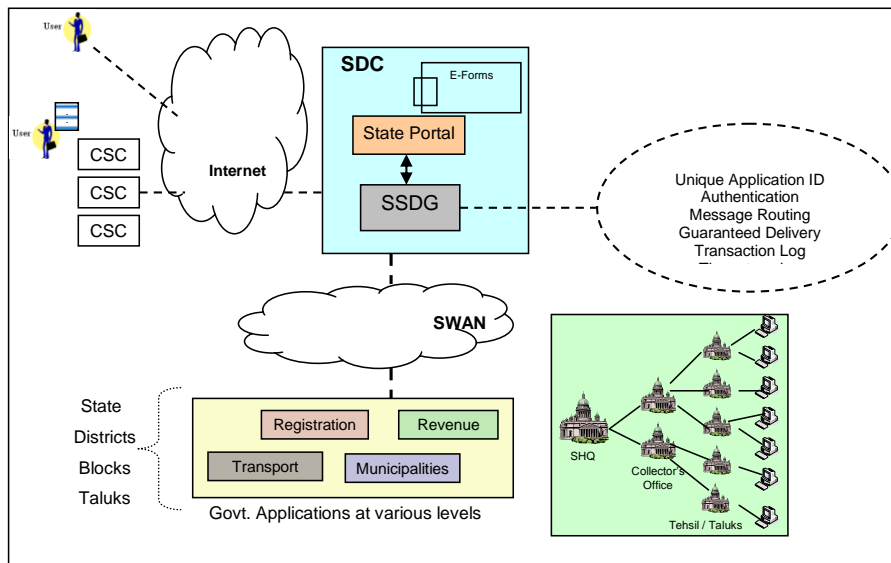 User
SDC
E-Forms
State Portal
User
CSC
Internet
CSC
SSDG
CSC
Unique Application ID
Authentication
Message Routing
Guaranteed Delivery
Transaction Log
SWAN
State
Districts
Blocks
Taluks
Registration
Revenue
Transport
Municipalities
Govt. Applications at various levels
SHQ
Collector's
Office
Tehsil / Taluks